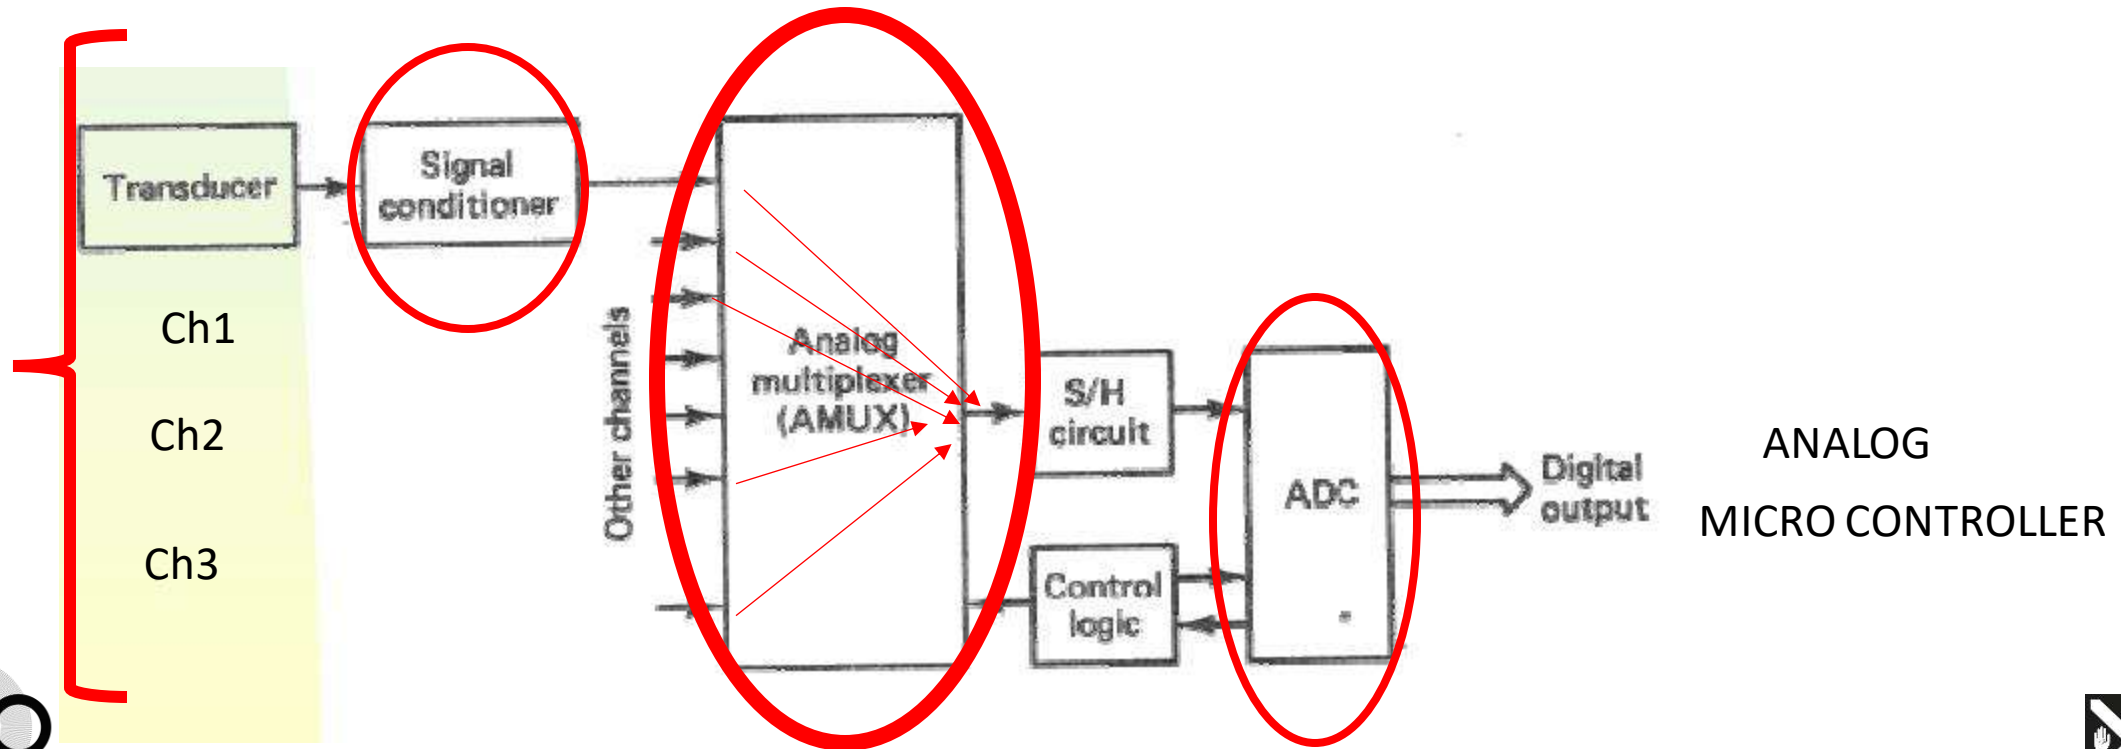 Transducer
Signal
conditioner
Ch1
Ch2
Ch3
Other channels
Analog
multiplexer
(AMUX)
S/H
circuit
Control
logic
ADC
Digital
output
ANALOG
MICRO CONTROLLER